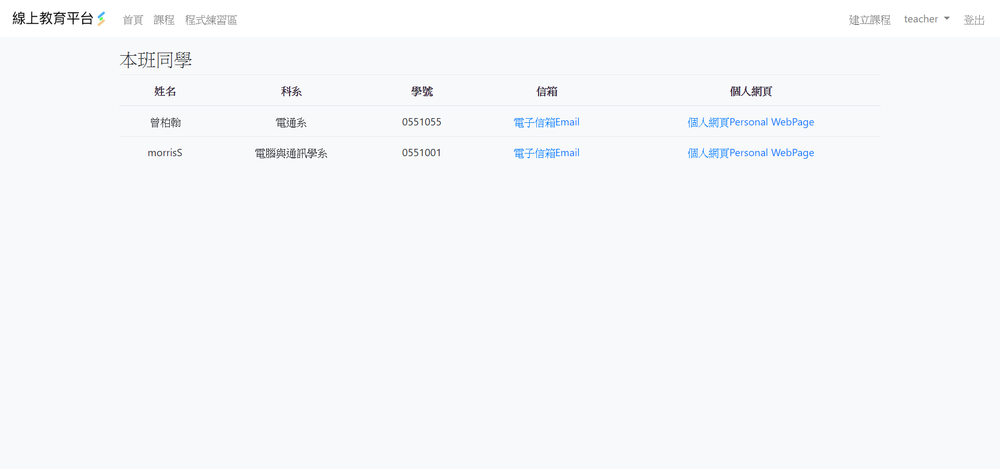 線上教育平台 首頁 課程 程式練習區 建立課程 teacher 登出
本班同學
姓名 科系 學號 信箱 個人網頁
曾柏翰 電通系 0551055 電子信箱Email 個人網頁Personal WebPage
morrisS 電腦與通訊學系 0551001 電子信箱Email 個人網頁Personal WebPage